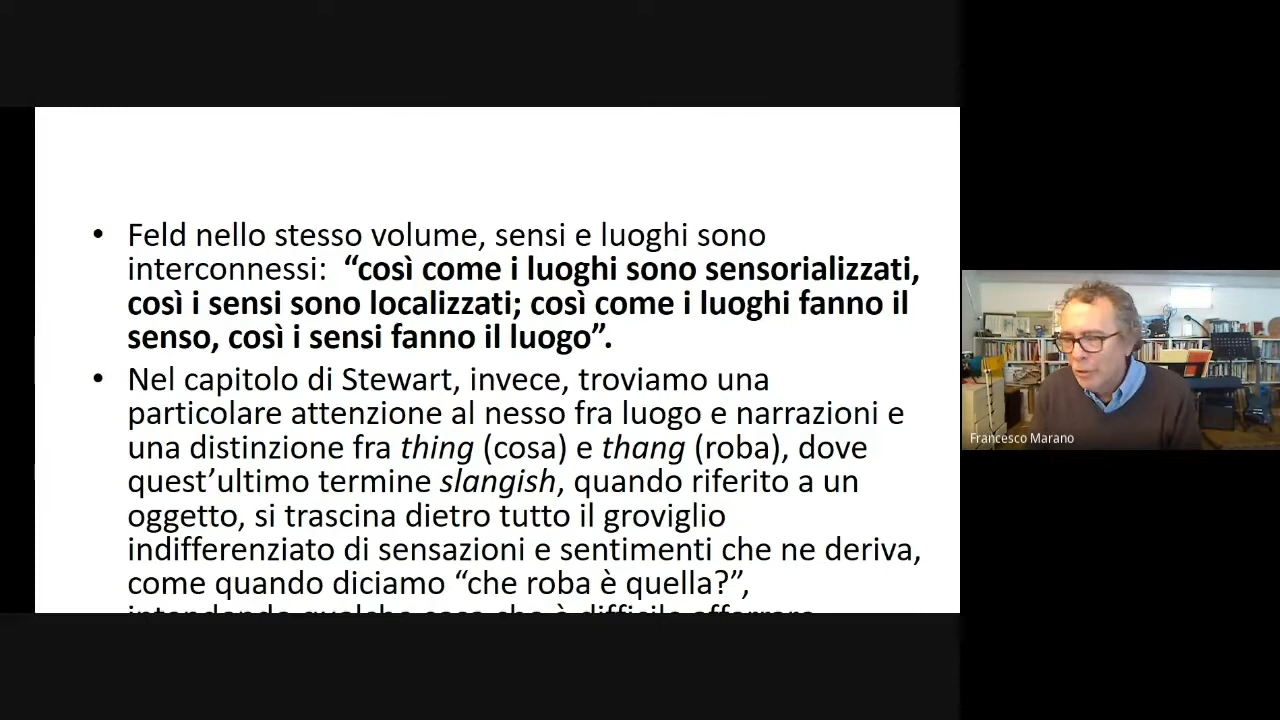 • Feld nello stesso volume, sensi e luoghi sono
interconnessi: “così come i luoghi sono sensorializzati,
così i sensi sono localizzati; così come i luoghi fanno il
senso, così i sensi fanno il luogo”.
• Nel capitolo di Stewart, invece, troviamo una
particolare attenzione al nesso fra luogo e narrazioni e
una distinzione fra thing (cosa) e thang (roba), dove
quest’ultimo termine slangish, quando riferito a un
oggetto, si trascina dietro tutto il groviglio
indifferenziato di sensazioni e sentimenti che ne deriva,
come quando diciamo “che roba è quella?”,
Francesco Marano